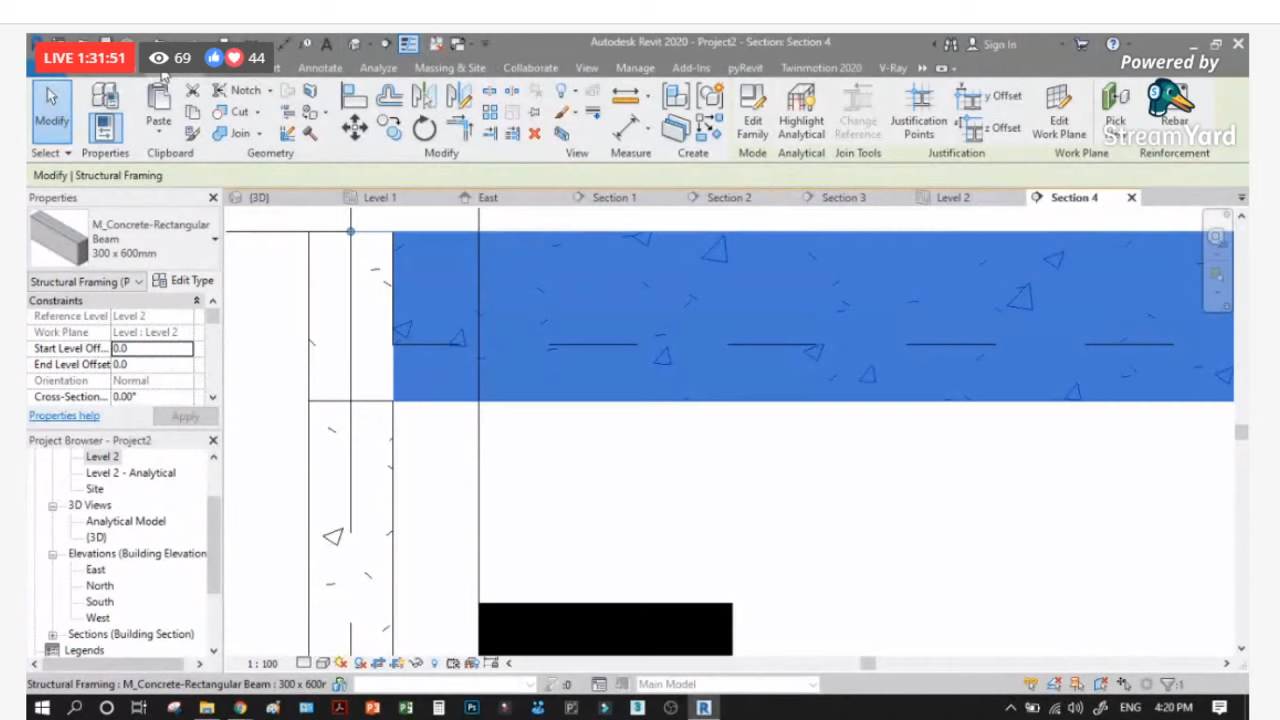 LIVE 1:31:51 69 44
Autodesk Revit 2020 - Project2 - Section: Section 4
Sign In
Powered by
StreamYard
Annotate Analyze Massing & Site Collaborate View Manage Add-Ins pyRevit Twinmotion 2020 V-Ray
Modify Paste Notch Cut Join
Edit Family Highlight Analytical Change Reference Justification Points y Offset z Offset Edit Work Plane Pick Rebar
Select Properties Clipboard Geometry Modify View Measure Create Mode Analytical Join Tools Justification Work Plane Reinforcement
Modify | Structural Framing
Properties
{3D} Level 1 East Section 1 Section 2 Section 3 Level 2 Section 4
M_Concrete-Rectangular
Beam
300 x 600mm
Structural Framing (P Edit Type
Constraints
Reference Level Level 2
Work Plane Level : Level 2
Start Level Off... 0.0
End Level Offset 0.0
Orientation Normal
Cross-Section... 0.00°
Properties help Apply
Project Browser - Project2
Level 2
Level 2 - Analytical
Site
3D Views
Analytical Model
{3D}
Elevations (Building Elevation
East
North
South
West
Sections (Building Section)
Legends
1 : 100
Structural Framing : M_Concrete-Rectangular Beam : 300 x 600r :0 Main Model :1
ENG 4:20 PM